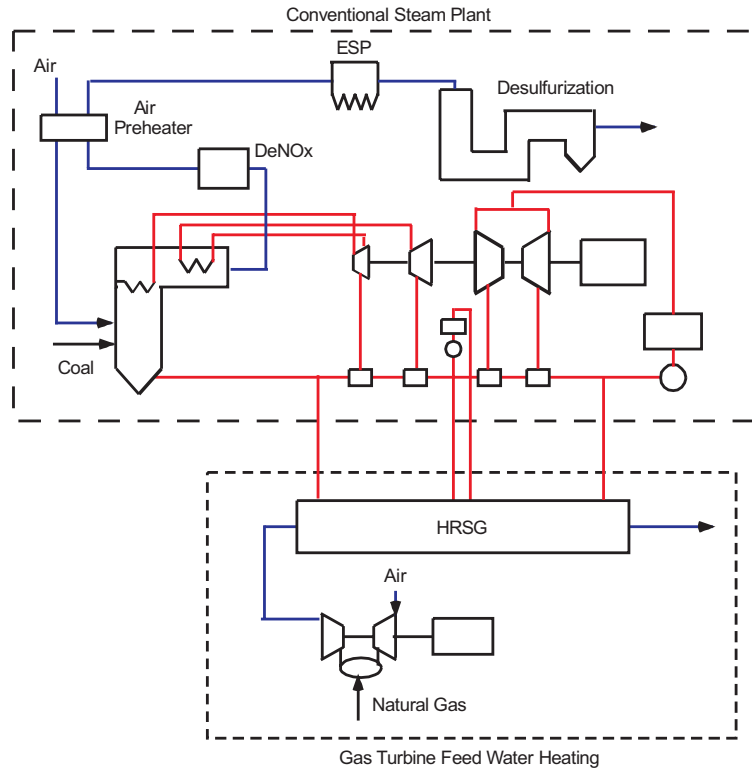 Conventional Steam Plant
ESP
Air
Desulfurization
Air
Preheater
DeNOx
Coal
HRSG
Air
Natural Gas
Gas Turbine Feed Water Heating